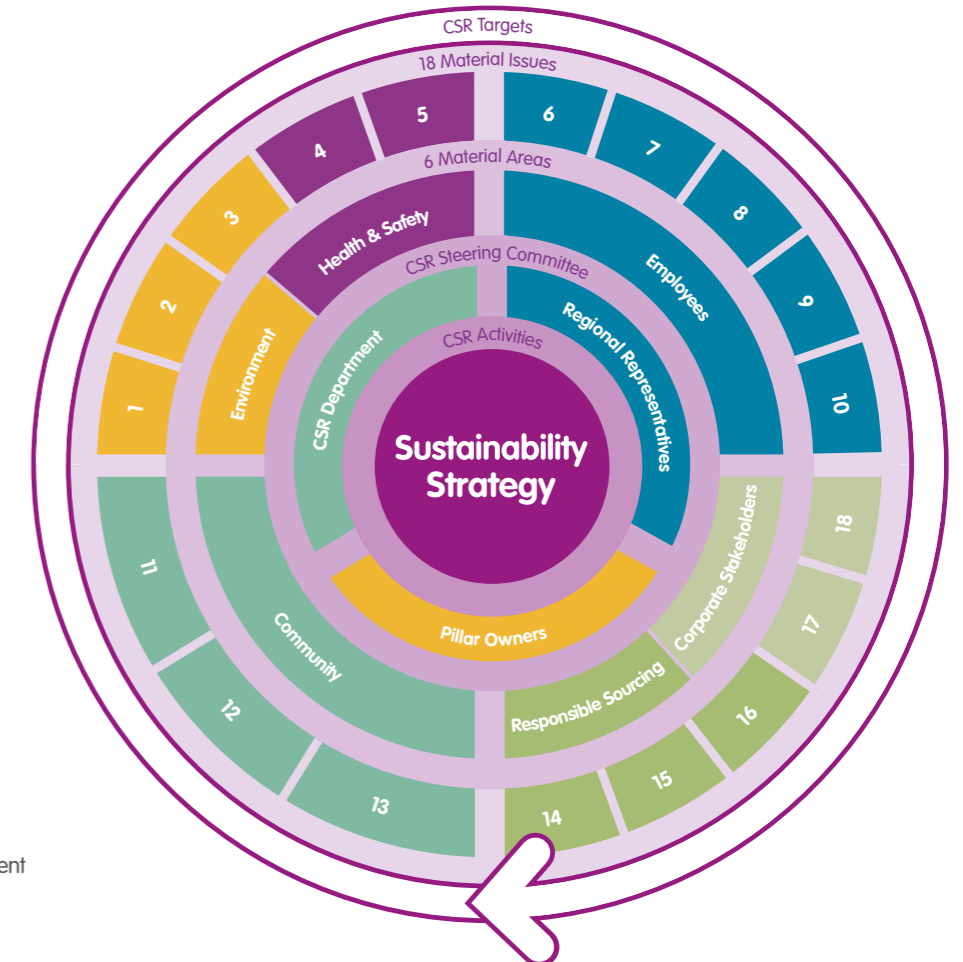 CSR Targets
18 Material Issues
1
2
3
4
5
6
7
8
9
10
11
12
13
14
15
16
17
18
6 Material Areas
Environment
Health & Safety
Employees
Community
Responsible Sourcing
Corporate Stakeholders
CSR Steering Committee
CSR Department
Regional Representatives
Pillar Owners
CSR Activities
Sustainability
Strategy
ent